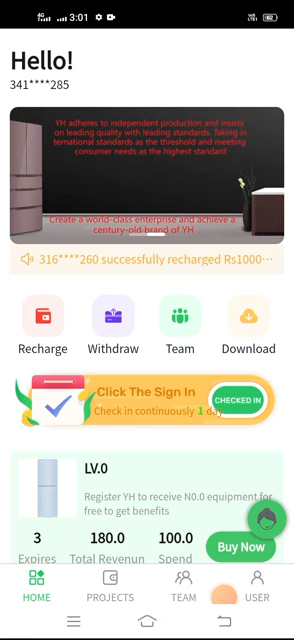 4G 3:01 Vo) LTE1 62
Hello!
341****285
YH adheres to independent production and insists
on leading quality with leading standards. Taking in
ternational standards as the threshold and meeting
consumer needs as the highest standard
Create a world-class enterprise and achieve a
century-old brand of YH
316****260 successfully recharged Rs1000···
Recharge Withdraw Team Download
Click The Sign In
CHECKED IN
Check in continuously 1 day
LV.0
Register YH to receive N0.0 equipment for
free to get benefits
3 180.0 100.0
Expires Total Revenun Spend
Buy Now
HOME PROJECTS TEAM USER